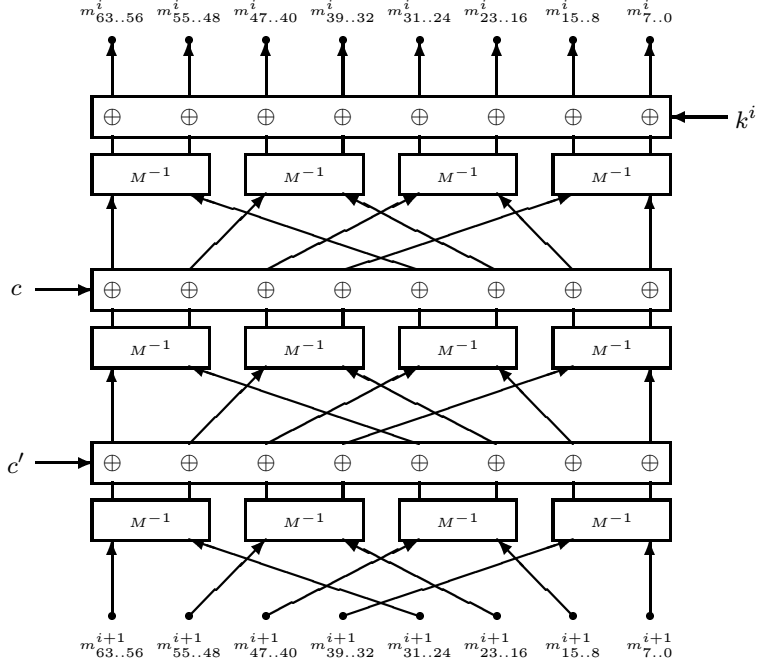 m^i_{63..56} m^i_{55..48} m^i_{47..40} m^i_{39..32} m^i_{31..24} m^i_{23..16} m^i_{15..8} m^i_{7..0}
⊕ ⊕ ⊕ ⊕ ⊕ ⊕ ⊕ ⊕ k^i
M^{-1} M^{-1} M^{-1} M^{-1}
c ⊕ ⊕ ⊕ ⊕ ⊕ ⊕ ⊕ ⊕
M^{-1} M^{-1} M^{-1} M^{-1}
c′ ⊕ ⊕ ⊕ ⊕ ⊕ ⊕ ⊕ ⊕
M^{-1} M^{-1} M^{-1} M^{-1}
m^{i+1}_{63..56} m^{i+1}_{55..48} m^{i+1}_{47..40} m^{i+1}_{39..32} m^{i+1}_{31..24} m^{i+1}_{23..16} m^{i+1}_{15..8} m^{i+1}_{7..0}